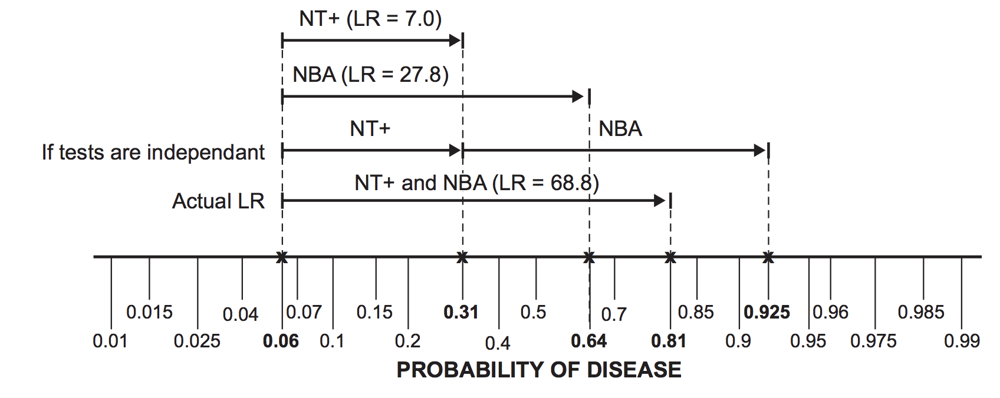 NT+ (LR = 7.0)
NBA (LR = 27.8)
NT+ NBA
If tests are independant
NT+ and NBA (LR = 68.8)
Actual LR
0.015 0.04 0.07 0.15 0.31 0.5 0.7 0.85 0.925 0.96 0.985
0.01 0.025 0.06 0.1 0.2 0.4 0.64 0.81 0.9 0.95 0.975 0.99
PROBABILITY OF DISEASE